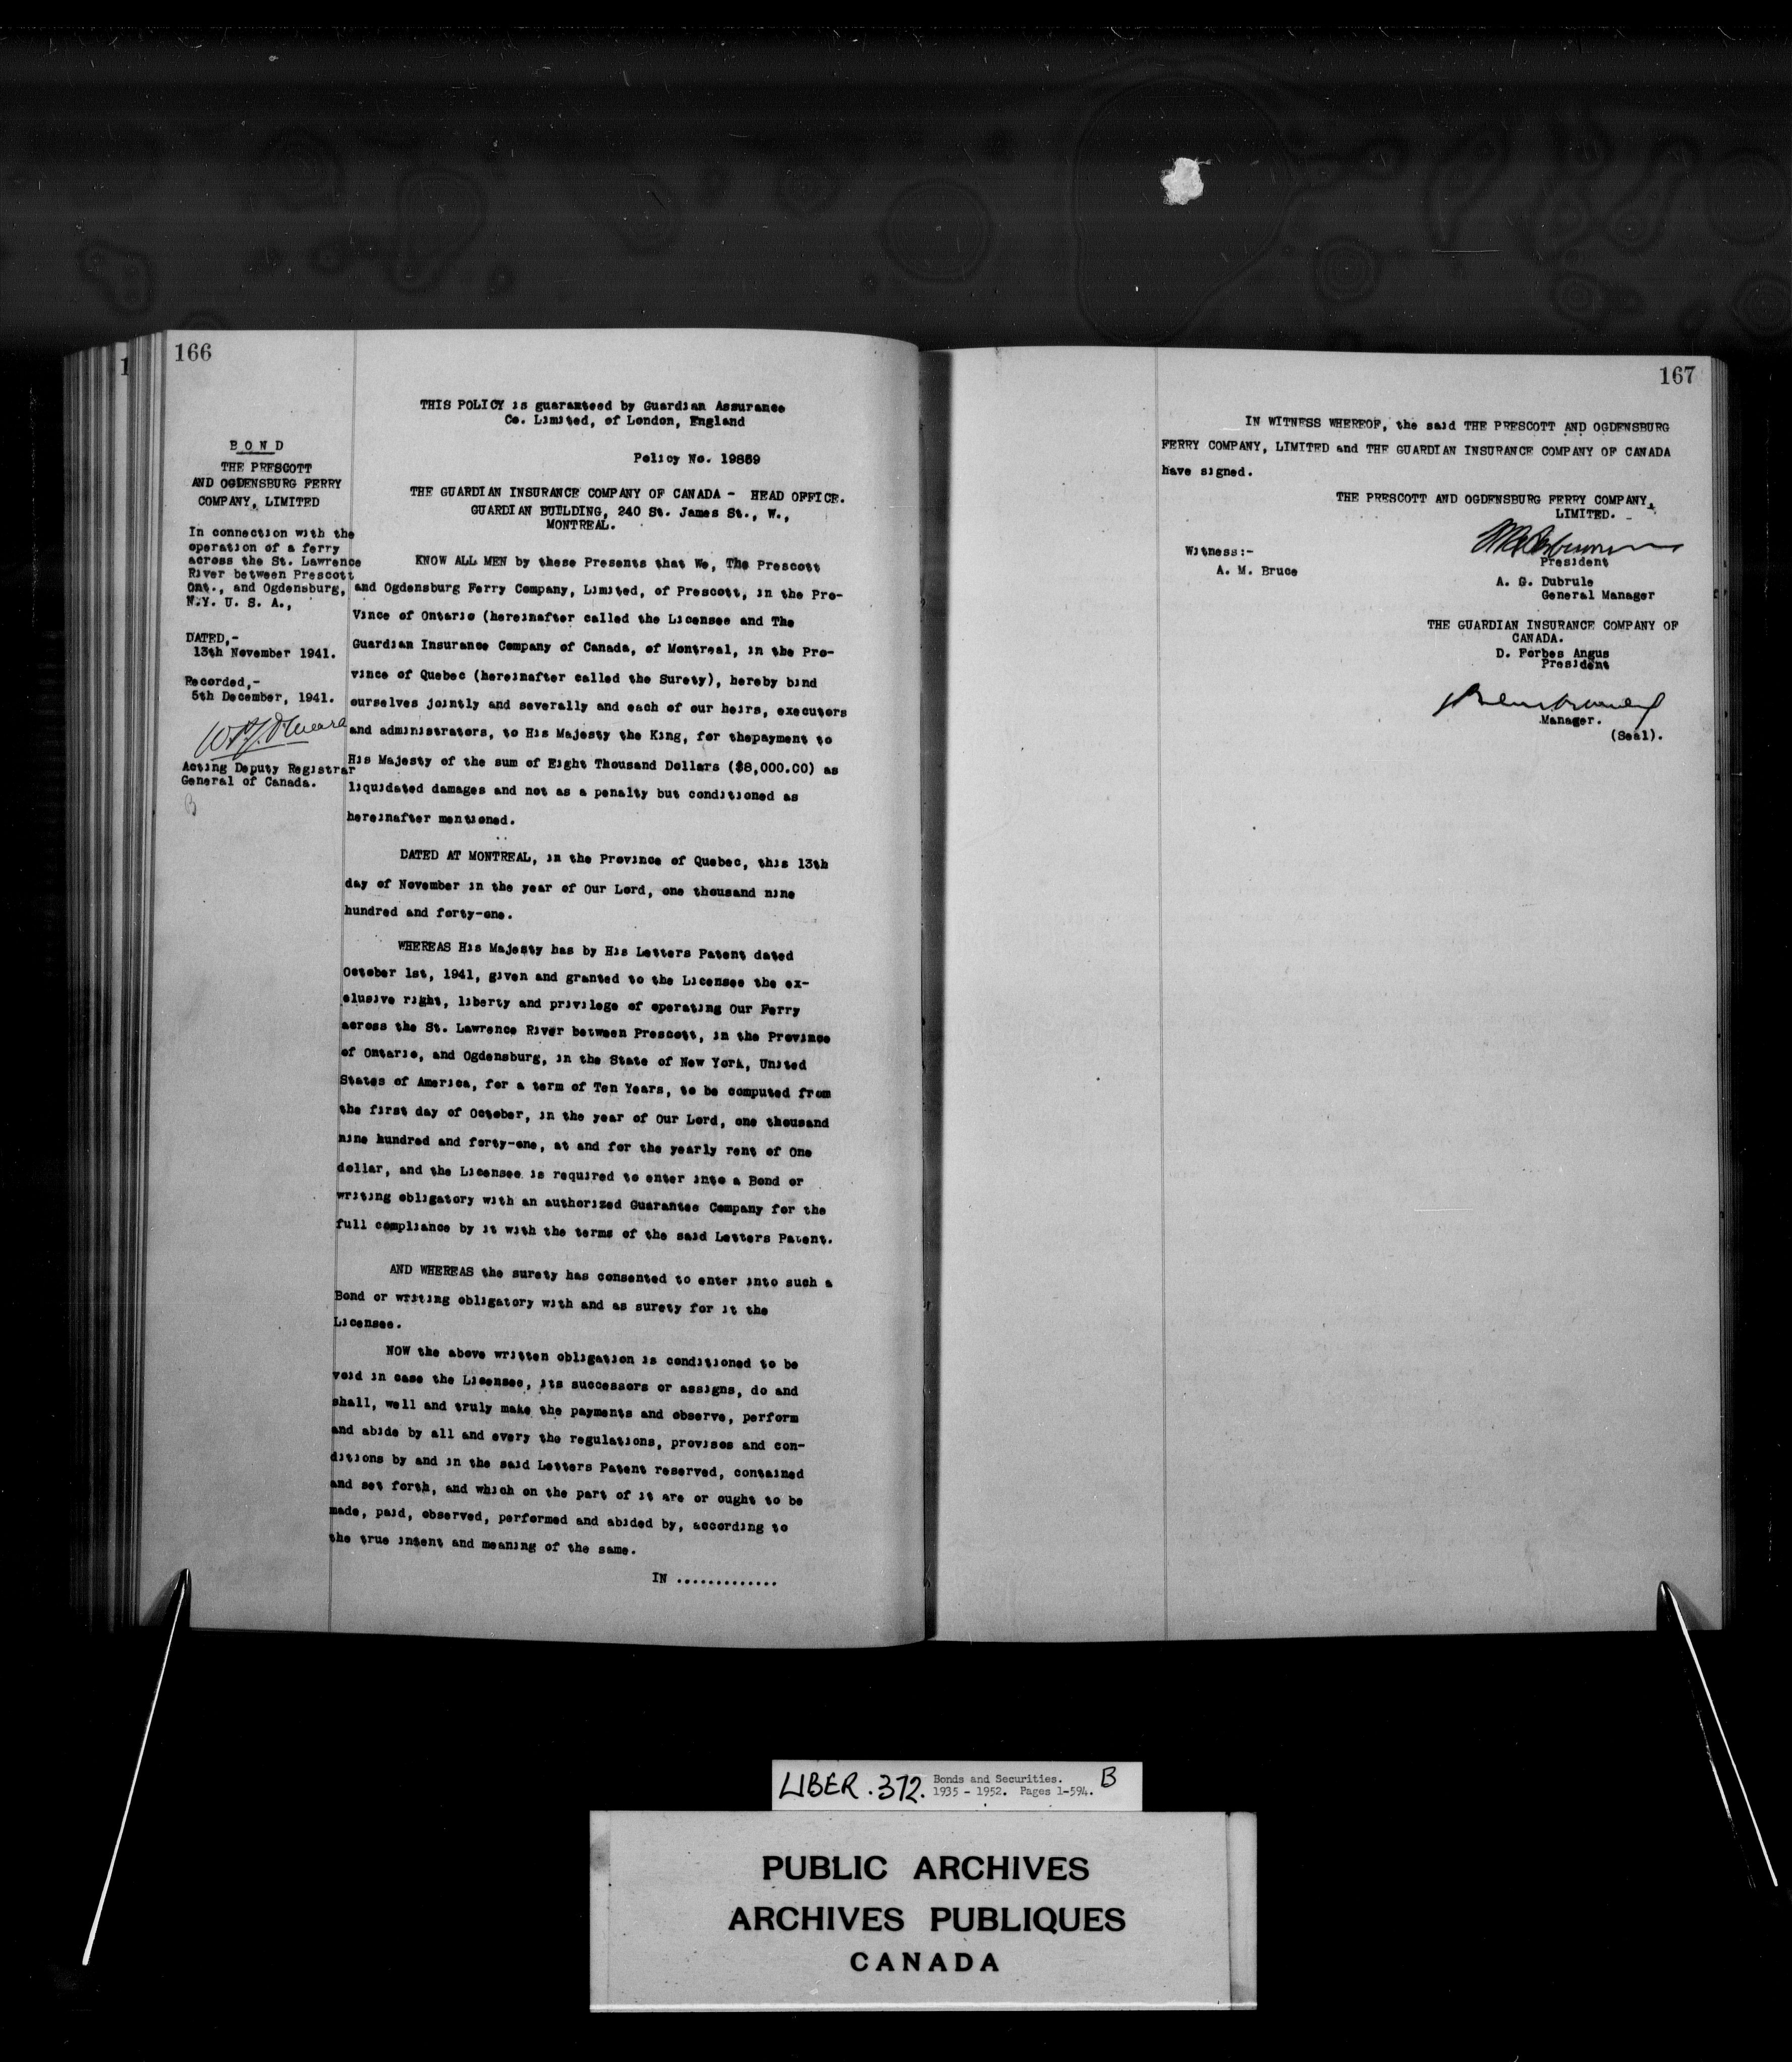 166
THIS POLICY is guaranteed by Guardian Assurance
Co. Limited, of London, England
Policy No. 19889
THE GUARDIAN INSURANCE COMPANY OF CANADA - HEAD OFFICE.
GUARDIAN BUILDING, 240 St. James St., W.,
MONTREAL.
BOND
THE PRESCOTT
AND OGDENSBURG FERRY
COMPANY, LIMITED
In connection with the
operation of a ferry
across the St. Lawrence
River between Prescott
Ont., and Ogdensburg,
N.Y. U. S. A.,
DATED,-
13th November 1941.
Recorded,-
5th December, 1941.
Acting Deputy Registrar
General of Canada.
KNOW ALL MEN by these Presents that We, The Prescott
and Ogdensburg Ferry Company, Limited, of Prescott, in the Pro-
Vince of Ontario (hereinafter called the Licensee and The
Guardian Insurance Company of Canada, of Montreal, in the Pro-
vince of Quebec (hereinafter called the Surety), hereby bind
ourselves jointly and severally and each of our heirs, executors
and administrators, to His Majesty the King, for thepayment to
His Majesty of the sum of Eight Thousand Dollars ($8,000.00) as
liquidated damages and not as a penalty but conditioned as
hereinafter mentioned.
DATED AT MONTREAL, in the Province of Quebec, this 13th
day of November in the year of Our Lord, one thousand nine
hundred and forty-one.
WHEREAS His Majesty has by His Letters Patent dated
October 1st, 1941, given and granted to the Licensee the ex-
clusive right, liberty and privilege of operating Our Ferry
across the St. Lawrence River between Prescott, in the Province
of Ontario, and Ogdensburg, in the State of New York, United
States of America, for a term of Ten Years, to be computed from
the first day of October, in the year of Our Lord, one thousand
nine hundred and forty-one, at and for the yearly rent of One
dollar, and the Licensee is required to enter into a Bond or
writing obligatory with an authorized Guarantee Company for the
full compliance by it with the terms of the said Letters Patent.
AND WHEREAS the surety has consented to enter into such a
Bond or writing obligatory with and as surety for it the
Licensee.
NOW the above written obligation is conditioned to be
void in case the Licensee, its successors or assigns, do and
shall, well and truly make the payments and observe, perform
and abide by all and every the regulations, provisos and con-
ditions by and in the said Letters Patent reserved, contained
and set forth, and which on the part of it are or ought to be
made, paid, observed, performed and abided by, according to
the true intent and meaning of the same.
IN .............
167
IN WITNESS WHEREOF, the said THE PRESCOTT AND OGDENSBURG
FERRY COMPANY, LIMITED and THE GUARDIAN INSURANCE COMPANY OF CANADA
have signed.
THE PRESCOTT AND OGDENSBURG FERRY COMPANY,
LIMITED.
President
Witness:-
A. M. Bruce
A. G. Dubrule
General Manager
THE GUARDIAN INSURANCE COMPANY OF
CANADA.
D. Forbes Angus
President
Manager.
(Seal).
LIBER.372. Bonds and Securities. B
1935 - 1952. Pages 1-594.
PUBLIC ARCHIVES
ARCHIVES PUBLIQUES
CANADA